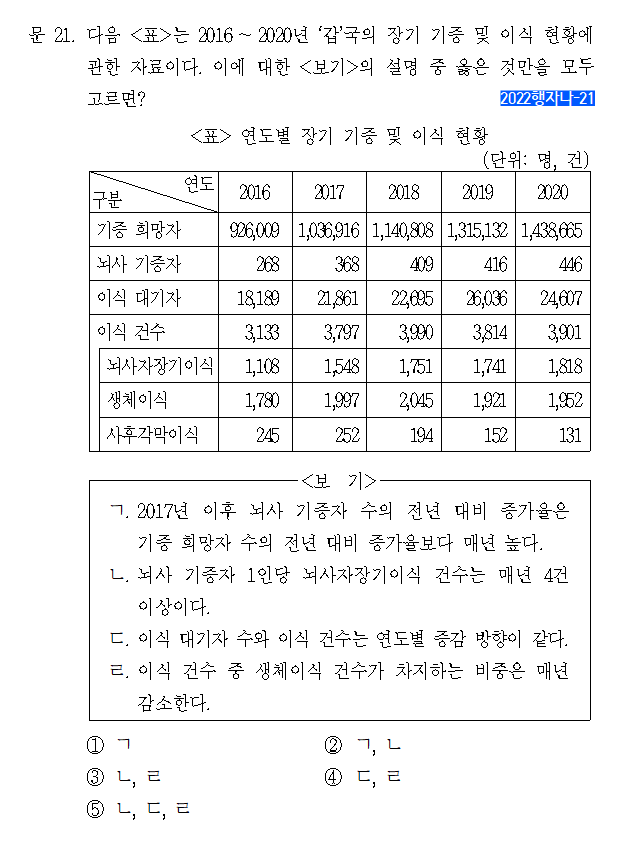 문 21. 다음 <표>는 2016 ~ 2020년 ‘갑’국의 장기 기증 및 이식 현황에
관한 자료이다. 이에 대한 <보기>의 설명 중 옳은 것만을 모두
고르면?
2022행자나-21
<표> 연도별 장기 기증 및 이식 현황
(단위: 명, 건)
구분 연도 2016 2017 2018 2019 2020
기증 희망자 926,009 1,036,916 1,140,808 1,315,132 1,438,665
뇌사 기증자 268 368 409 416 446
이식 대기자 18,189 21,861 22,695 26,036 24,607
이식 건수 3,133 3,797 3,990 3,814 3,901
뇌사자장기이식 1,108 1,548 1,751 1,741 1,818
생체이식 1,780 1,997 2,045 1,921 1,952
사후각막이식 245 252 194 152 131
<보 기>
ㄱ. 2017년 이후 뇌사 기증자 수의 전년 대비 증가율은
기증 희망자 수의 전년 대비 증가율보다 매년 높다.
ㄴ. 뇌사 기증자 1인당 뇌사자장기이식 건수는 매년 4건
이상이다.
ㄷ. 이식 대기자 수와 이식 건수는 연도별 증감 방향이 같다.
ㄹ. 이식 건수 중 생체이식 건수가 차지하는 비중은 매년
감소한다.
① ㄱ
② ㄱ, ㄴ
③ ㄴ, ㄹ
④ ㄷ, ㄹ
⑤ ㄴ, ㄷ, ㄹ